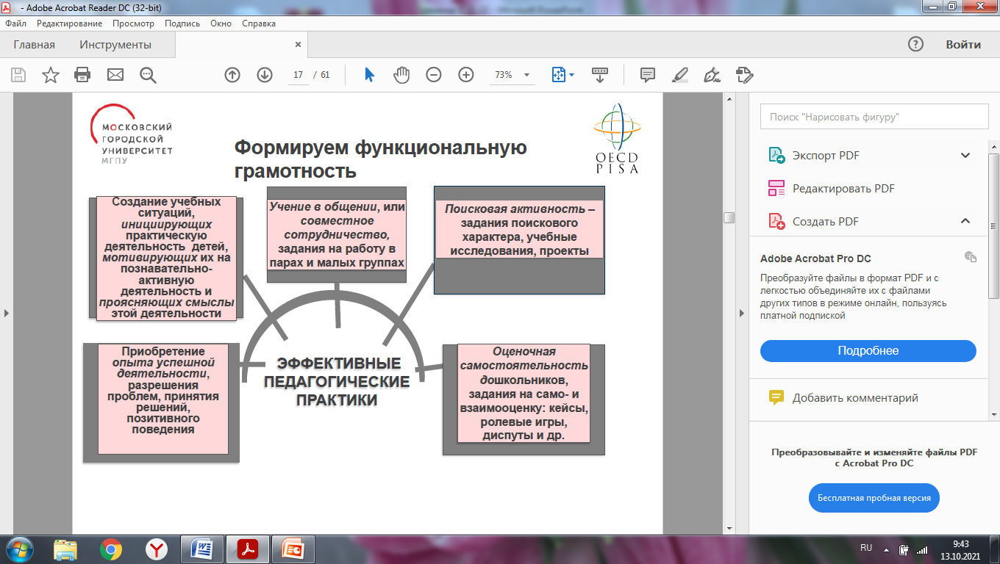 - Adobe Acrobat Reader DC (32-bit)
Файл Редактирование Просмотр Подпись Окно Справка
Главная Инструменты
Войти
17 / 61
73%
МОСКОВСКИЙ
ГОРОДСКОЙ
УНИВЕРСИТЕТ
МГПУ
Формируем функциональную
грамотность
OECD
PISA
Создание учебных
ситуаций,
инициирующих
практическую
деятельность детей,
мотивирующих их на
познавательно-
активную
деятельность и
проясняющих смыслы
этой деятельности
Учение в общении, или
совместное
сотрудничество,
задания на работу в
парах и малых группах
Поисковая активность –
задания поискового
характера, учебные
исследования, проекты
Приобретение
опыта успешной
деятельности,
разрешения
проблем, принятия
решений,
позитивного
поведения
ЭФФЕКТИВНЫЕ
ПЕДАГОГИЧЕСКИЕ
ПРАКТИКИ
Оценочная
самостоятельность
дошкольников,
задания на само- и
взаимооценку: кейсы,
ролевые игры,
диспуты и др.
Поиск "Нарисовать фигуру"
Экспорт PDF
Редактировать PDF
Создать PDF
Adobe Acrobat Pro DC
Преобразуйте файлы в формат PDF и с
легкостью объединяйте их с файлами
других типов в режиме онлайн, пользуясь
платной подпиской
Подробнее
Добавить комментарий
Преобразовывайте и изменяйте файлы PDF
с Acrobat Pro DC
Бесплатная пробная версия
RU
9:43
13.10.2021